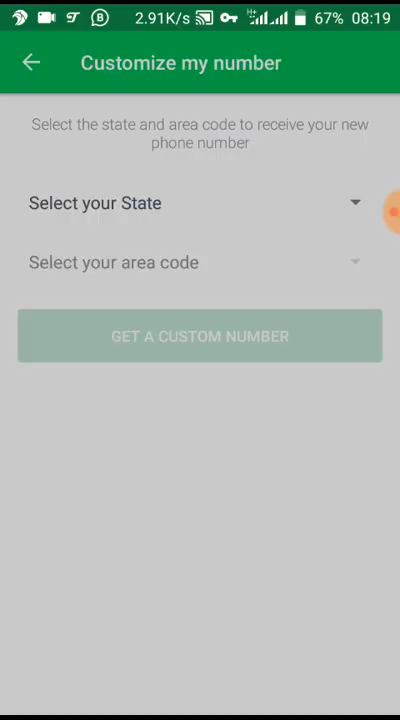 2.91K/s 67% 08:19
Customize my number
Select the state and area code to receive your new
phone number
Select your State
Select your area code
GET A CUSTOM NUMBER